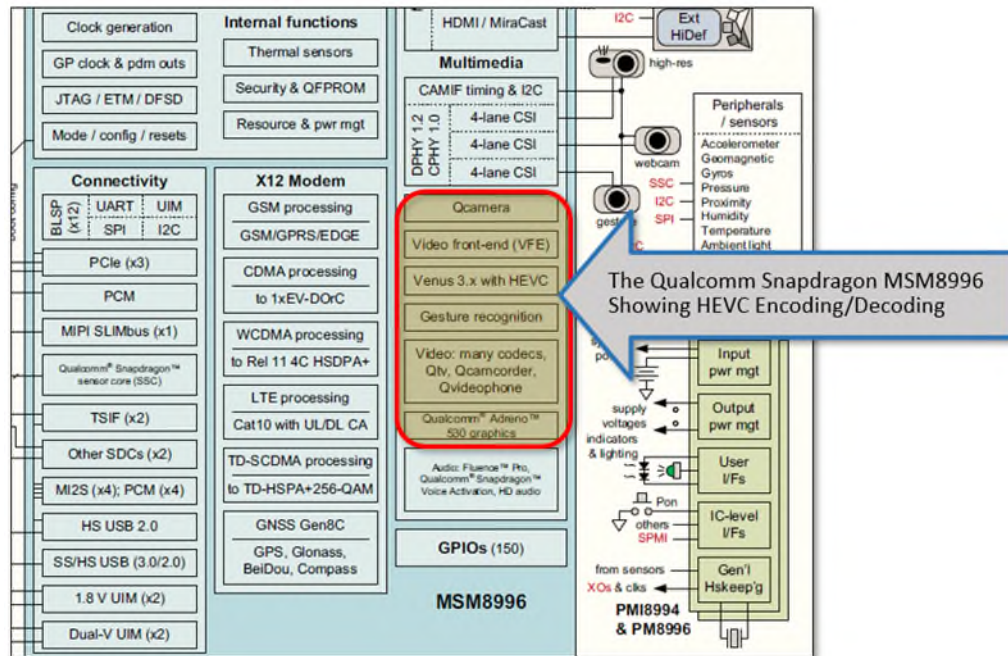 Clock generation
GP clock & pdm outs
JTAG / ETM / DFSD
Mode / config / resets
Internal functions
Thermal sensors
Security & QFPROM
Resource & pwr mgt
HDMI / MiraCast
Multimedia
CAMIF timing & I2C
DPHY 1.2
CPHY 1.0
4-lane CSI
4-lane CSI
4-lane CSI
I2C
Ext
HiDef
high-res
webcam
Peripherals
/ sensors
Accelerometer
Geomagnetic
Gyros
Pressure
Proximity
Humidity
Temperature
Ambient light
SSC
I2C
SPI
Connectivity
BLSP
(x12)
UART
UIM
SPI
I2C
PCIe (x3)
PCM
MIPI SLIMbus (x1)
Qualcomm® Snapdragon™
sensor core (SSC)
TSIF (x2)
Other SDCs (x2)
MI2S (x4); PCM (x4)
HS USB 2.0
SS/HS USB (3.0/2.0)
1.8 V UIM (x2)
Dual-V UIM (x2)
X12 Modem
GSM processing
GSM/GPRS/EDGE
CDMA processing
to 1xEV-DOrC
WCDMA processing
to Rel 11 4C HSDPA+
LTE processing
Cat10 with UL/DL CA
TD-SCDMA processing
to TD-HSPA+256-QAM
GNSS Gen8C
GPS, Glonass,
BeiDou, Compass
Qcamera
Video front-end (VFE)
Venus 3.x with HEVC
Gesture recognition
Video: many codecs,
Qtv, Qcamcorder,
Qvideophone
Qualcomm® Adreno™
530 graphics
Audio: Fluence™ Pro,
Qualcomm® Snapdragon™
Voice Activation, HD audio
GPIOs (150)
MSM8996
The Qualcomm Snapdragon MSM8996
Showing HEVC Encoding/Decoding
Input
pwr mgt
supply
voltages
Output
pwr mgt
indicators
& lighting
User
I/Fs
Pon
others
SPMI
IC-level
I/Fs
from sensors
XOs & clks
Gen'l
Hskeep'g
PMI8994
& PM8996